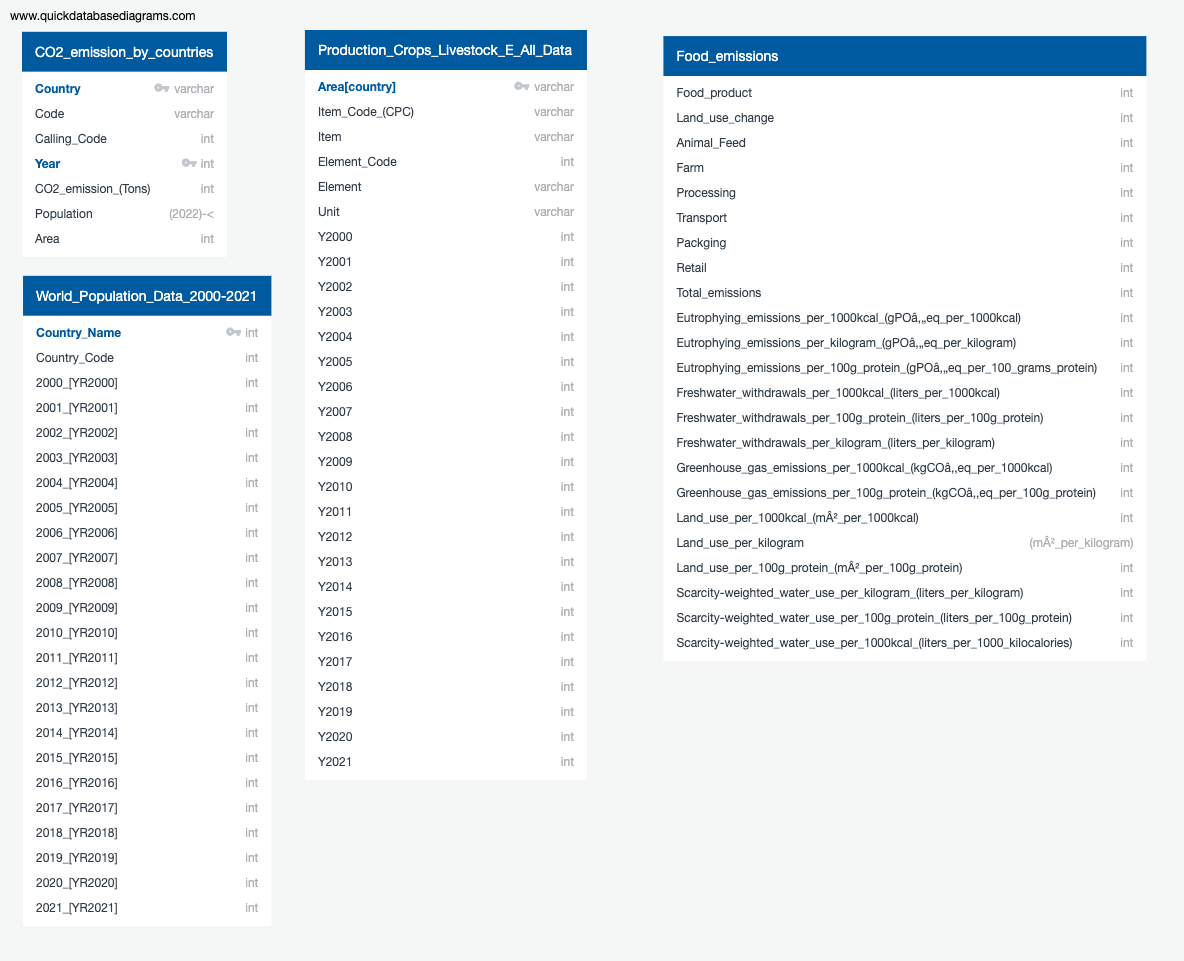 www.quickdatabasediagrams.com
CO2_emission_by_countries
Country varchar
Code varchar
Calling_Code int
Year int
CO2_emission_(Tons) int
Population (2022)-<
Area int
World_Population_Data_2000-2021
Country_Name int
Country_Code int
2000_[YR2000] int
2001_[YR2001] int
2002_[YR2002] int
2003_[YR2003] int
2004_[YR2004] int
2005_[YR2005] int
2006_[YR2006] int
2007_[YR2007] int
2008_[YR2008] int
2009_[YR2009] int
2010_[YR2010] int
2011_[YR2011] int
2012_[YR2012] int
2013_[YR2013] int
2014_[YR2014] int
2015_[YR2015] int
2016_[YR2016] int
2017_[YR2017] int
2018_[YR2018] int
2019_[YR2019] int
2020_[YR2020] int
2021_[YR2021] int
Production_Crops_Livestock_E_All_Data
Area[country] varchar
Item_Code_(CPC) varchar
Item varchar
Element_Code int
Element varchar
Unit varchar
Y2000 int
Y2001 int
Y2002 int
Y2003 int
Y2004 int
Y2005 int
Y2006 int
Y2007 int
Y2008 int
Y2009 int
Y2010 int
Y2011 int
Y2012 int
Y2013 int
Y2014 int
Y2015 int
Y2016 int
Y2017 int
Y2018 int
Y2019 int
Y2020 int
Y2021 int
Food_emissions
Food_product int
Land_use_change int
Animal_Feed int
Farm int
Processing int
Transport int
Packging int
Retail int
Total_emissions int
Eutrophying_emissions_per_1000kcal_(gPOâ‚„eq_per_1000kcal) int
Eutrophying_emissions_per_kilogram_(gPOâ‚„eq_per_kilogram) int
Eutrophying_emissions_per_100g_protein_(gPOâ‚„eq_per_100_grams_protein) int
Freshwater_withdrawals_per_1000kcal_(liters_per_1000kcal) int
Freshwater_withdrawals_per_100g_protein_(liters_per_100g_protein) int
Freshwater_withdrawals_per_kilogram_(liters_per_kilogram) int
Greenhouse_gas_emissions_per_1000kcal_(kgCOâ‚‚eq_per_1000kcal) int
Greenhouse_gas_emissions_per_100g_protein_(kgCOâ‚‚eq_per_100g_protein) int
Land_use_per_1000kcal_(mÂ²_per_1000kcal) int
Land_use_per_kilogram (mÂ²_per_kilogram)
Land_use_per_100g_protein_(mÂ²_per_100g_protein) int
Scarcity-weighted_water_use_per_kilogram_(liters_per_kilogram) int
Scarcity-weighted_water_use_per_100g_protein_(liters_per_100g_protein) int
Scarcity-weighted_water_use_per_1000kcal_(liters_per_1000_kilocalories) int